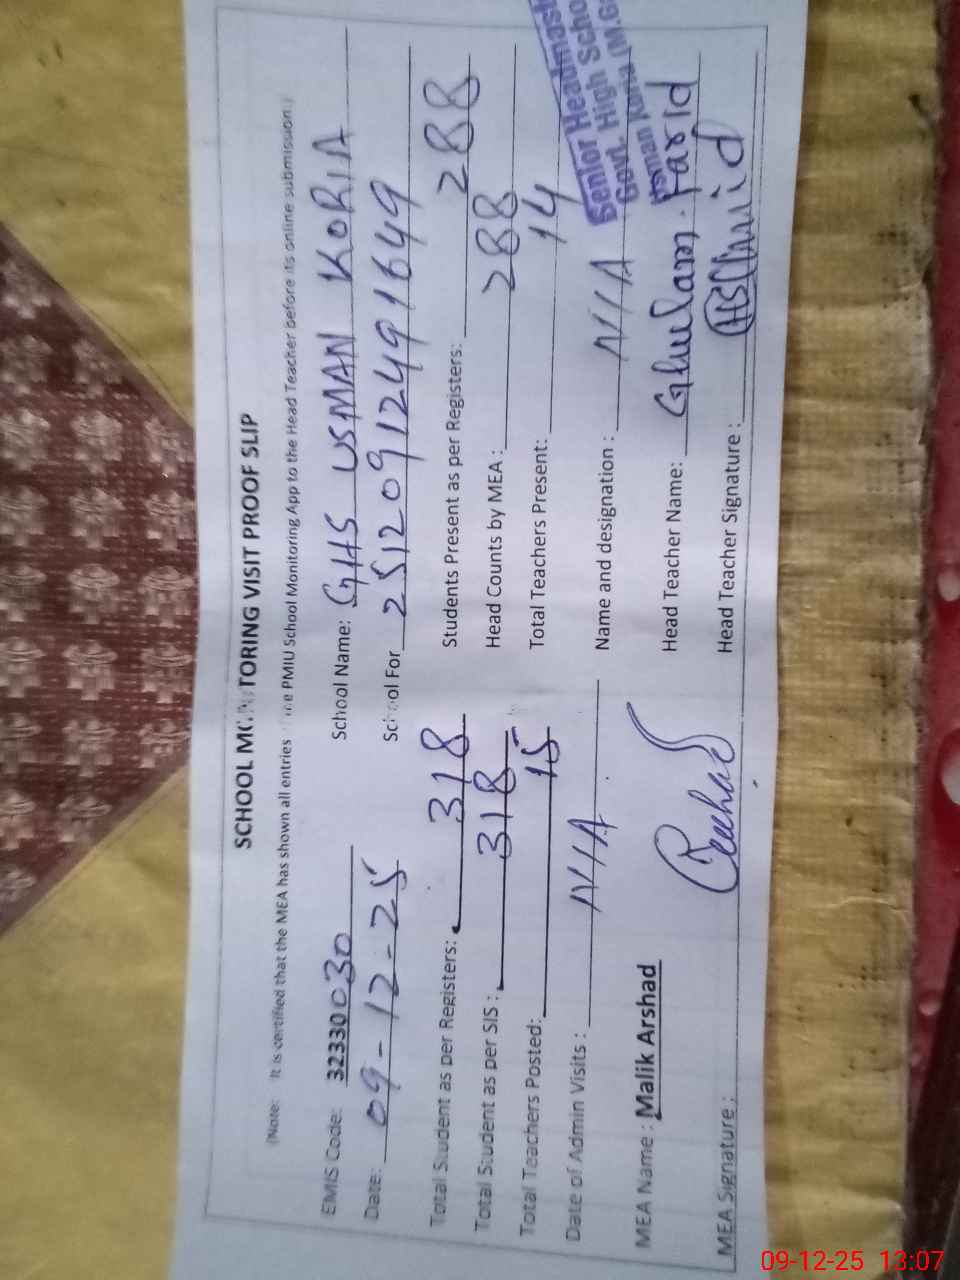 SCHOOL MONITORING VISIT PROOF SLIP
(Note: It is certified that the MEA has shown all entries the PMIU School Monitoring App to the Head Teacher before its online submission.)
EMIS Code: 32330030 School Name: GHS USMAN KORIA
Date: 09-12-25 School For 251209124991649
Total Student as per Registers: 318 Students Present as per Registers: 288
Total Student as per SIS: 318 Head Counts by MEA: 288
Total Teachers Posted: 15 Total Teachers Present: 14
Date of Admin Visits: N/A Name and designation: N/A
Senior Headmast
Govt. High Scho
Usman Koria (M.G
MEA Name: Malik Arshad Head Teacher Name: Ghulam Farid
MEA Signature: Head Teacher Signature:
09-12-25 13:07